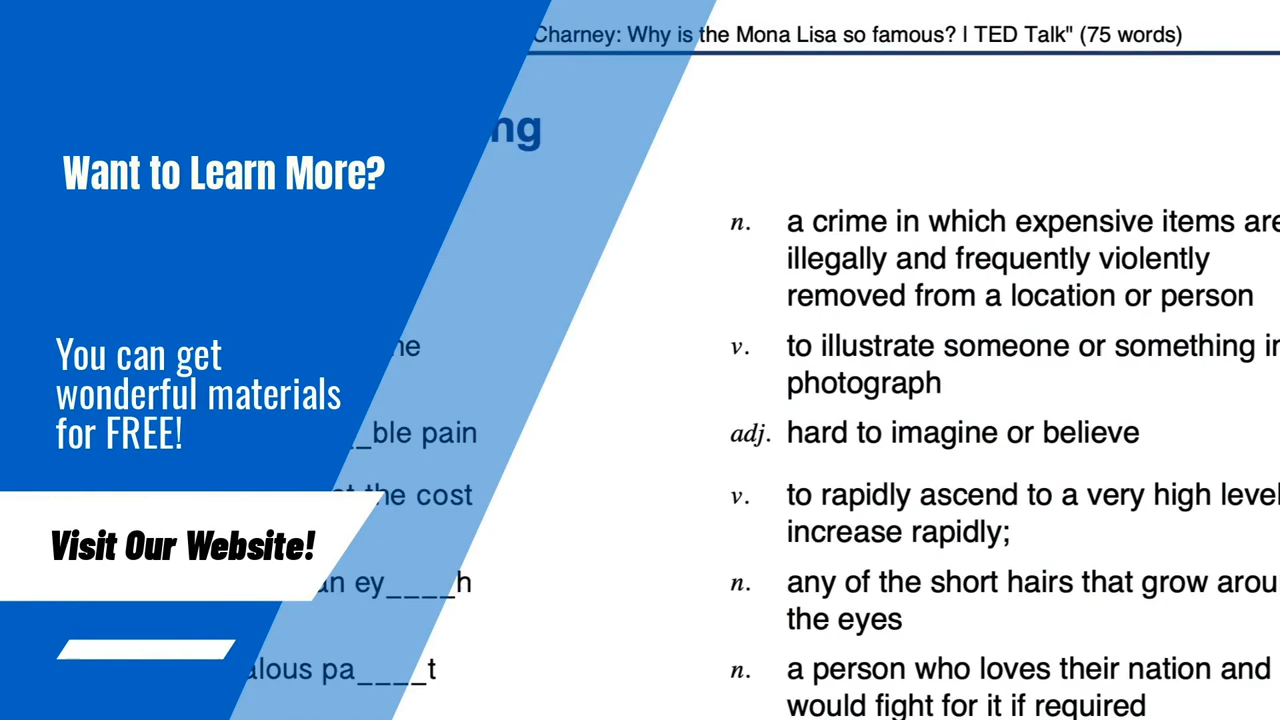 Charney: Why is the Mona Lisa so famous? | TED Talk" (75 words)
Want to Learn More?
You can get
wonderful materials
for FREE!
Visit Our Website!
n. a crime in which expensive items are
illegally and frequently violently
removed from a location or person
v. to illustrate someone or something in
photograph
__ble pain
adj. hard to imagine or believe
the cost
v. to rapidly ascend to a very high level
increase rapidly;
an ey____h
n. any of the short hairs that grow arou
the eyes
alous pa____t
n. a person who loves their nation and
would fight for it if required